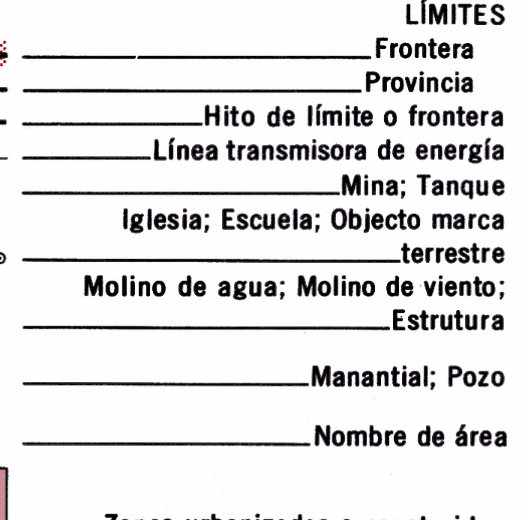 LÍMITES
Frontera
Provincia
Hito de límite o frontera
Línea transmisora de energía
Mina; Tanque
Iglesia; Escuela; Objecto marca
terrestre
Molino de agua; Molino de viento;
Estrutura
Manantial; Pozo
Nombre de área